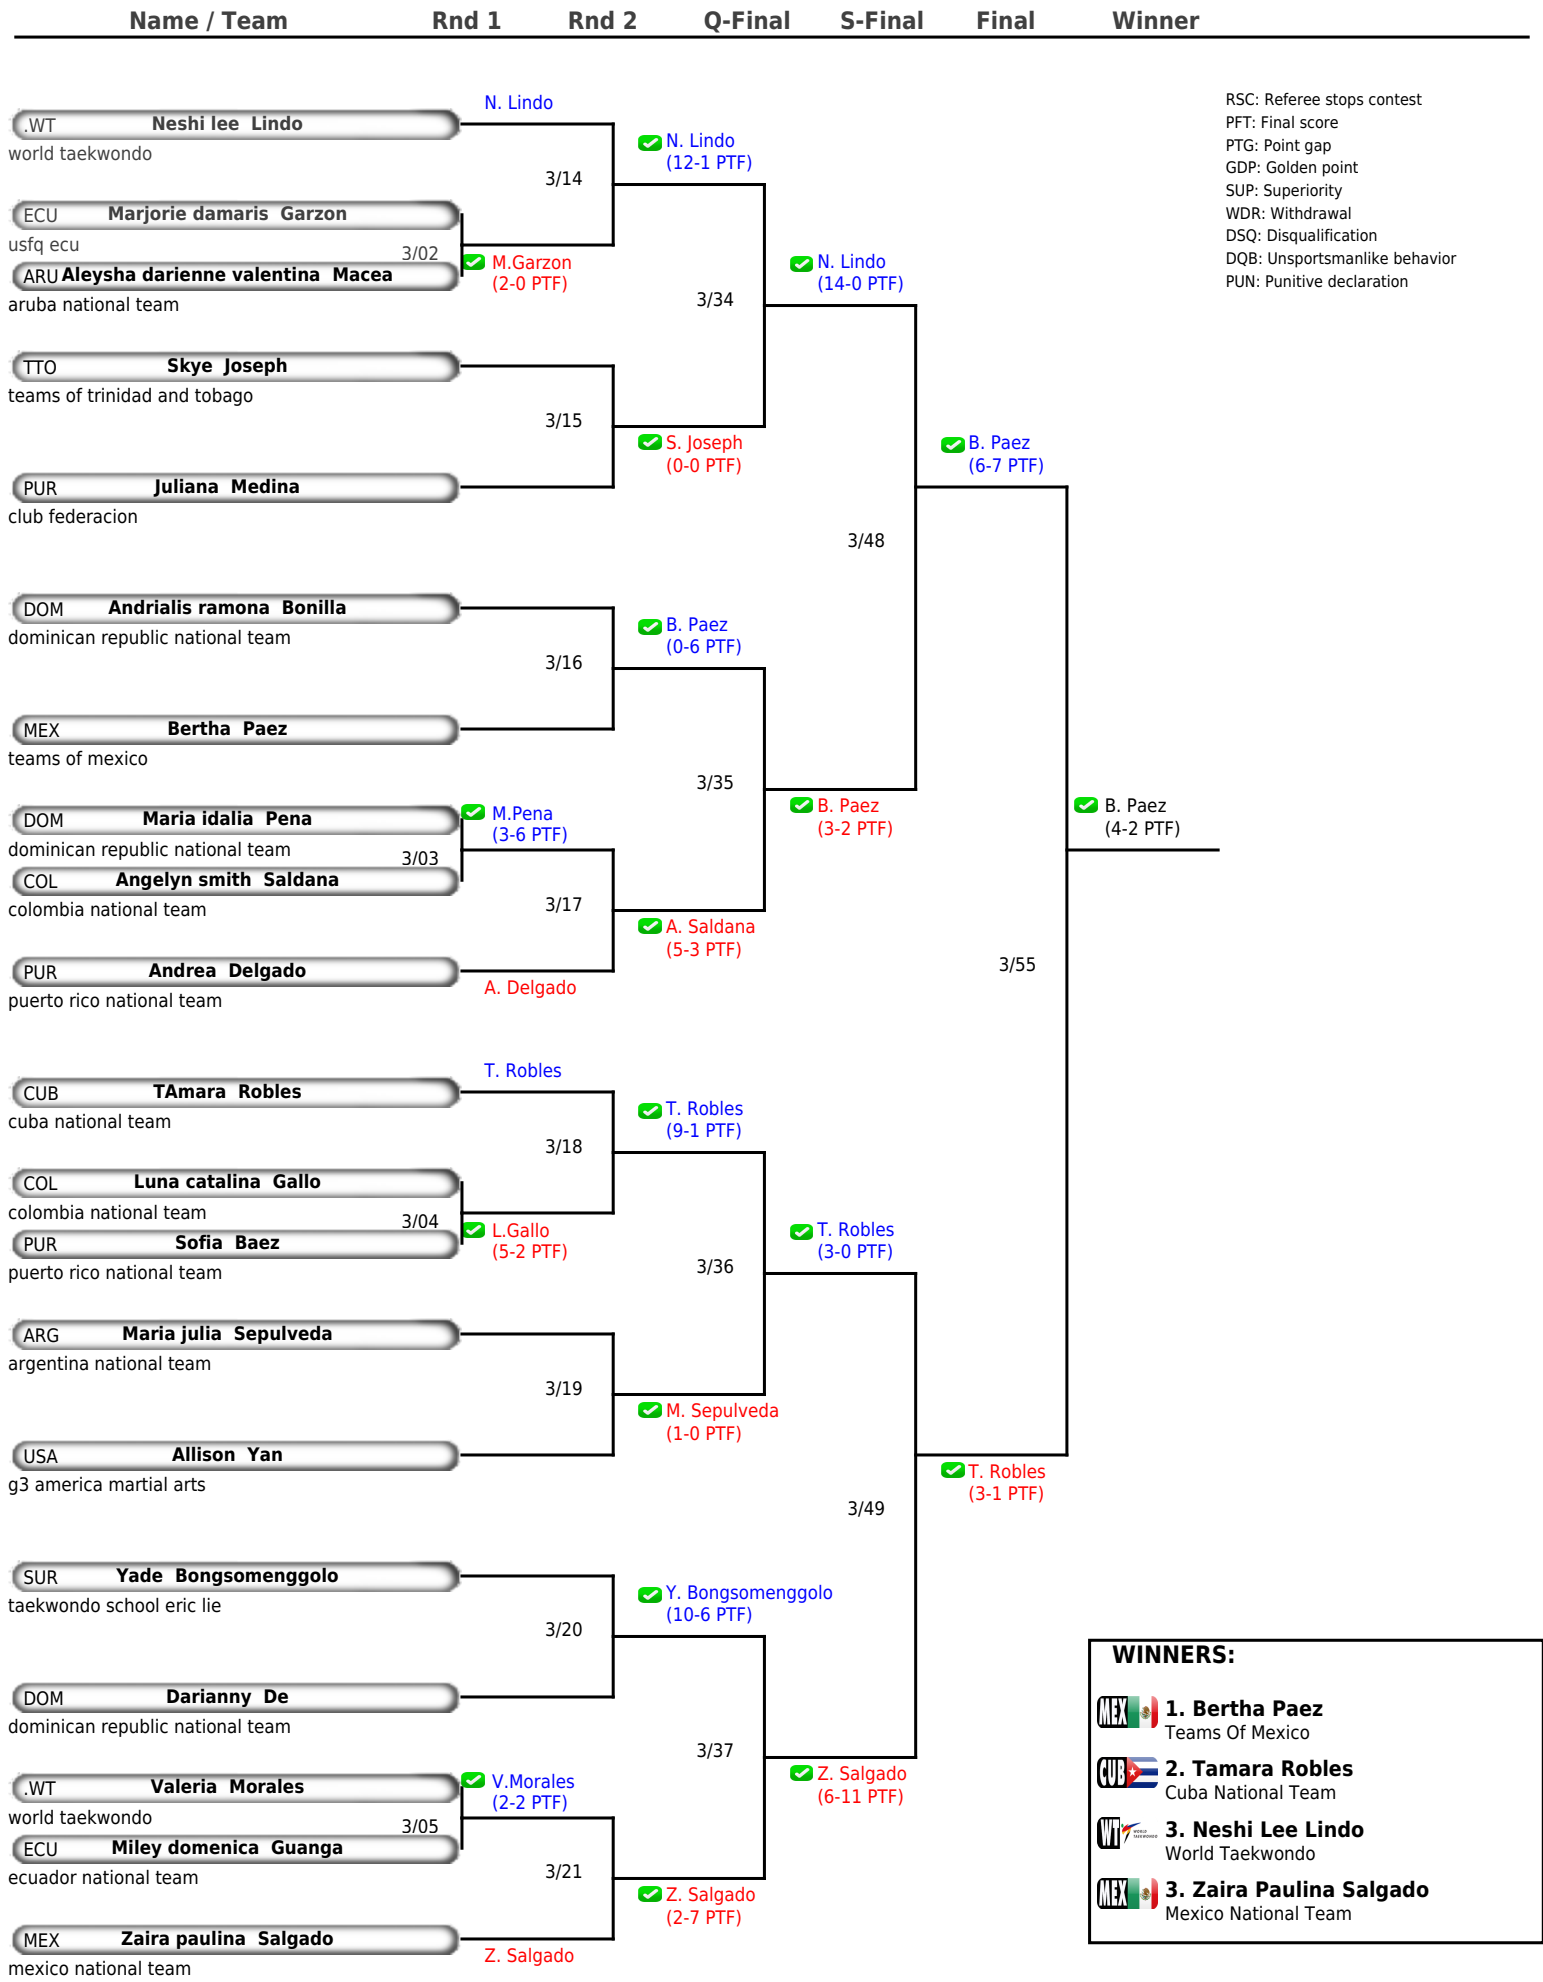 Name / Team Rnd 1 Rnd 2 Q-Final S-Final Final Winner
RSC: Referee stops contest
PFT: Final score
PTG: Point gap
GDP: Golden point
SUP: Superiority
WDR: Withdrawal
DSQ: Disqualification
DQB: Unsportsmanlike behavior
PUN: Punitive declaration
N. Lindo
.WT Neshi lee Lindo
world taekwondo
N. Lindo
(12-1 PTF)
3/14
ECU Marjorie damaris Garzon
usfq ecu
3/02
M.Garzon
(2-0 PTF)
ARU Aleysha darienne valentina Macea
aruba national team
N. Lindo
(14-0 PTF)
3/34
TTO Skye Joseph
teams of trinidad and tobago
3/15
S. Joseph
(0-0 PTF)
PUR Juliana Medina
club federacion
B. Paez
(6-7 PTF)
3/48
DOM Andrialis ramona Bonilla
dominican republic national team
B. Paez
(0-6 PTF)
3/16
MEX Bertha Paez
teams of mexico
3/35
B. Paez
(3-2 PTF)
DOM Maria idalia Pena
dominican republic national team
M.Pena
(3-6 PTF)
3/03
COL Angelyn smith Saldana
colombia national team
3/17
A. Saldana
(5-3 PTF)
PUR Andrea Delgado
puerto rico national team
A. Delgado
B. Paez
(4-2 PTF)
3/55
T. Robles
CUB TAmara Robles
cuba national team
T. Robles
(9-1 PTF)
3/18
COL Luna catalina Gallo
colombia national team
3/04
L.Gallo
(5-2 PTF)
PUR Sofia Baez
puerto rico national team
T. Robles
(3-0 PTF)
3/36
ARG Maria julia Sepulveda
argentina national team
3/19
M. Sepulveda
(1-0 PTF)
USA Allison Yan
g3 america martial arts
T. Robles
(3-1 PTF)
3/49
SUR Yade Bongsomenggolo
taekwondo school eric lie
Y. Bongsomenggolo
(10-6 PTF)
3/20
DOM Darianny De
dominican republic national team
3/37
Z. Salgado
(6-11 PTF)
.WT Valeria Morales
world taekwondo
V.Morales
(2-2 PTF)
3/05
ECU Miley domenica Guanga
ecuador national team
3/21
Z. Salgado
(2-7 PTF)
MEX Zaira paulina Salgado
mexico national team
Z. Salgado
WINNERS:
MEX 1. Bertha Paez
Teams Of Mexico
CUB 2. Tamara Robles
Cuba National Team
WT WORLD TAEKWONDO 3. Neshi Lee Lindo
World Taekwondo
MEX 3. Zaira Paulina Salgado
Mexico National Team